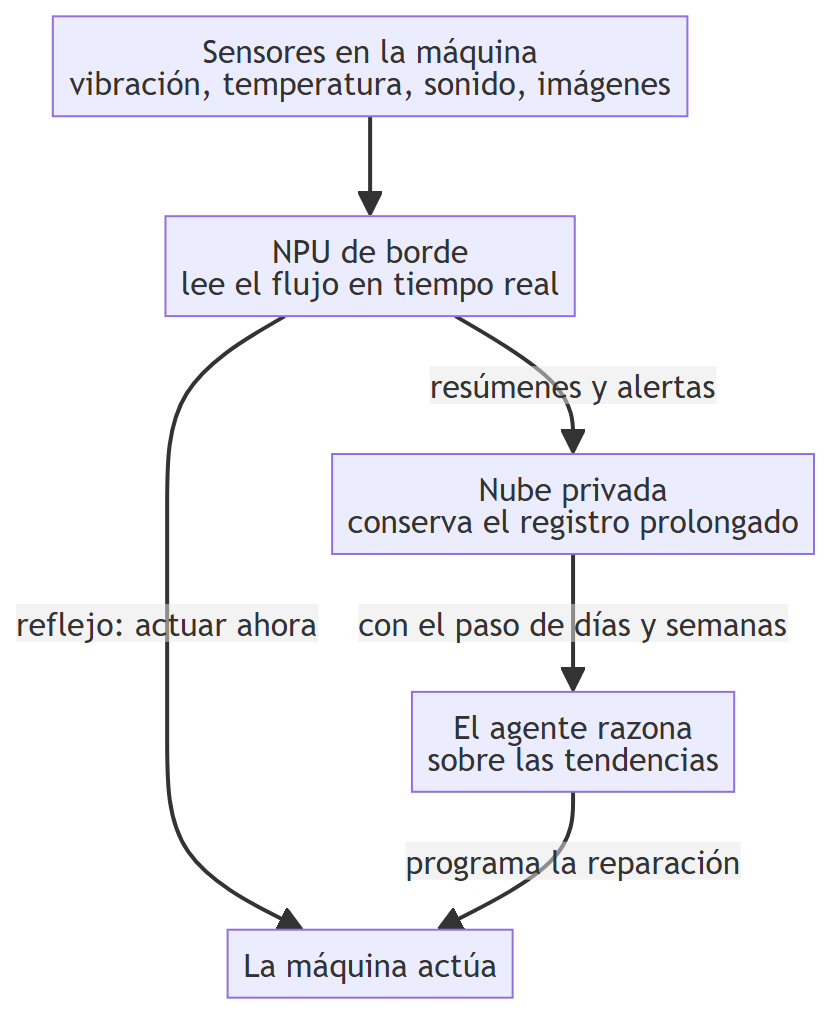 Sensores en la máquina
vibración, temperatura, sonido, imágenes
NPU de borde
lee el flujo en tiempo real
resúmenes y alertas
Nube privada
conserva el registro prolongado
reflejo: actuar ahora
con el paso de días y semanas
El agente razona
sobre las tendencias
programa la reparación
La máquina actúa